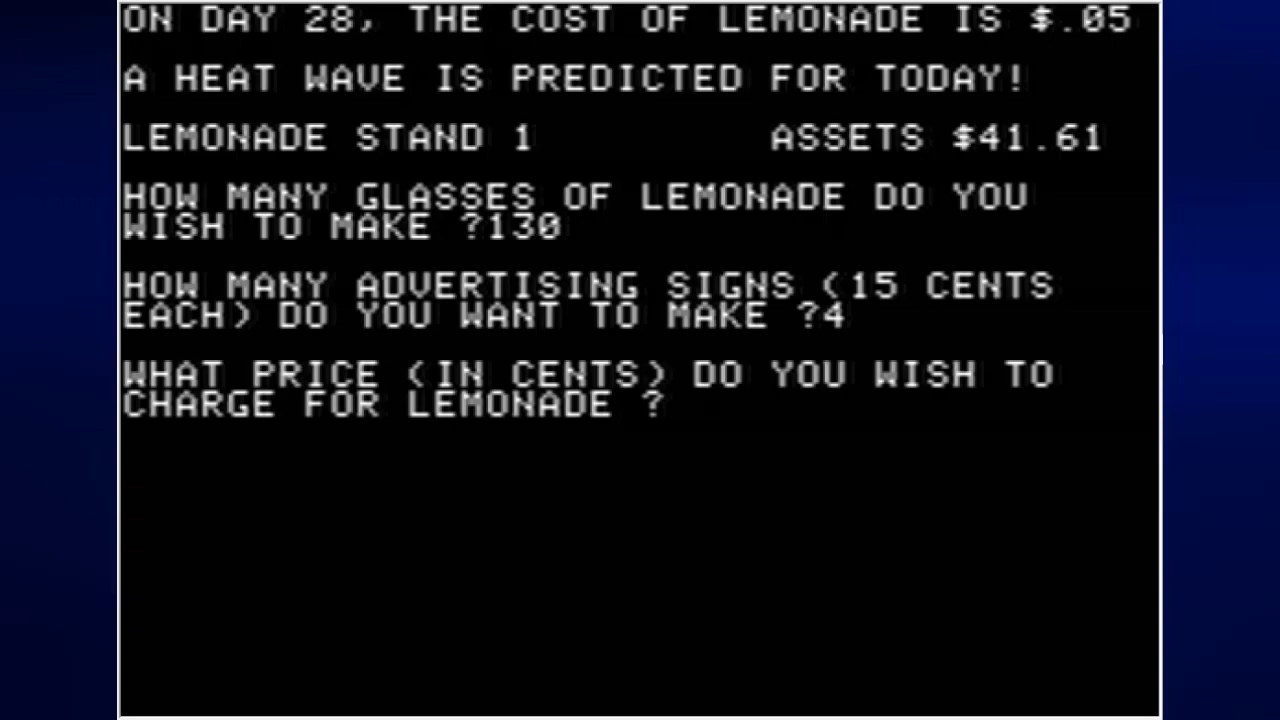 ON DAY 28, THE COST OF LEMONADE IS $.05
A HEAT WAVE IS PREDICTED FOR TODAY!
LEMONADE STAND 1 ASSETS $41.61
HOW MANY GLASSES OF LEMONADE DO YOU
WISH TO MAKE ?130
HOW MANY ADVERTISING SIGNS (15 CENTS
EACH) DO YOU WANT TO MAKE ?4
WHAT PRICE (IN CENTS) DO YOU WISH TO
CHARGE FOR LEMONADE ?